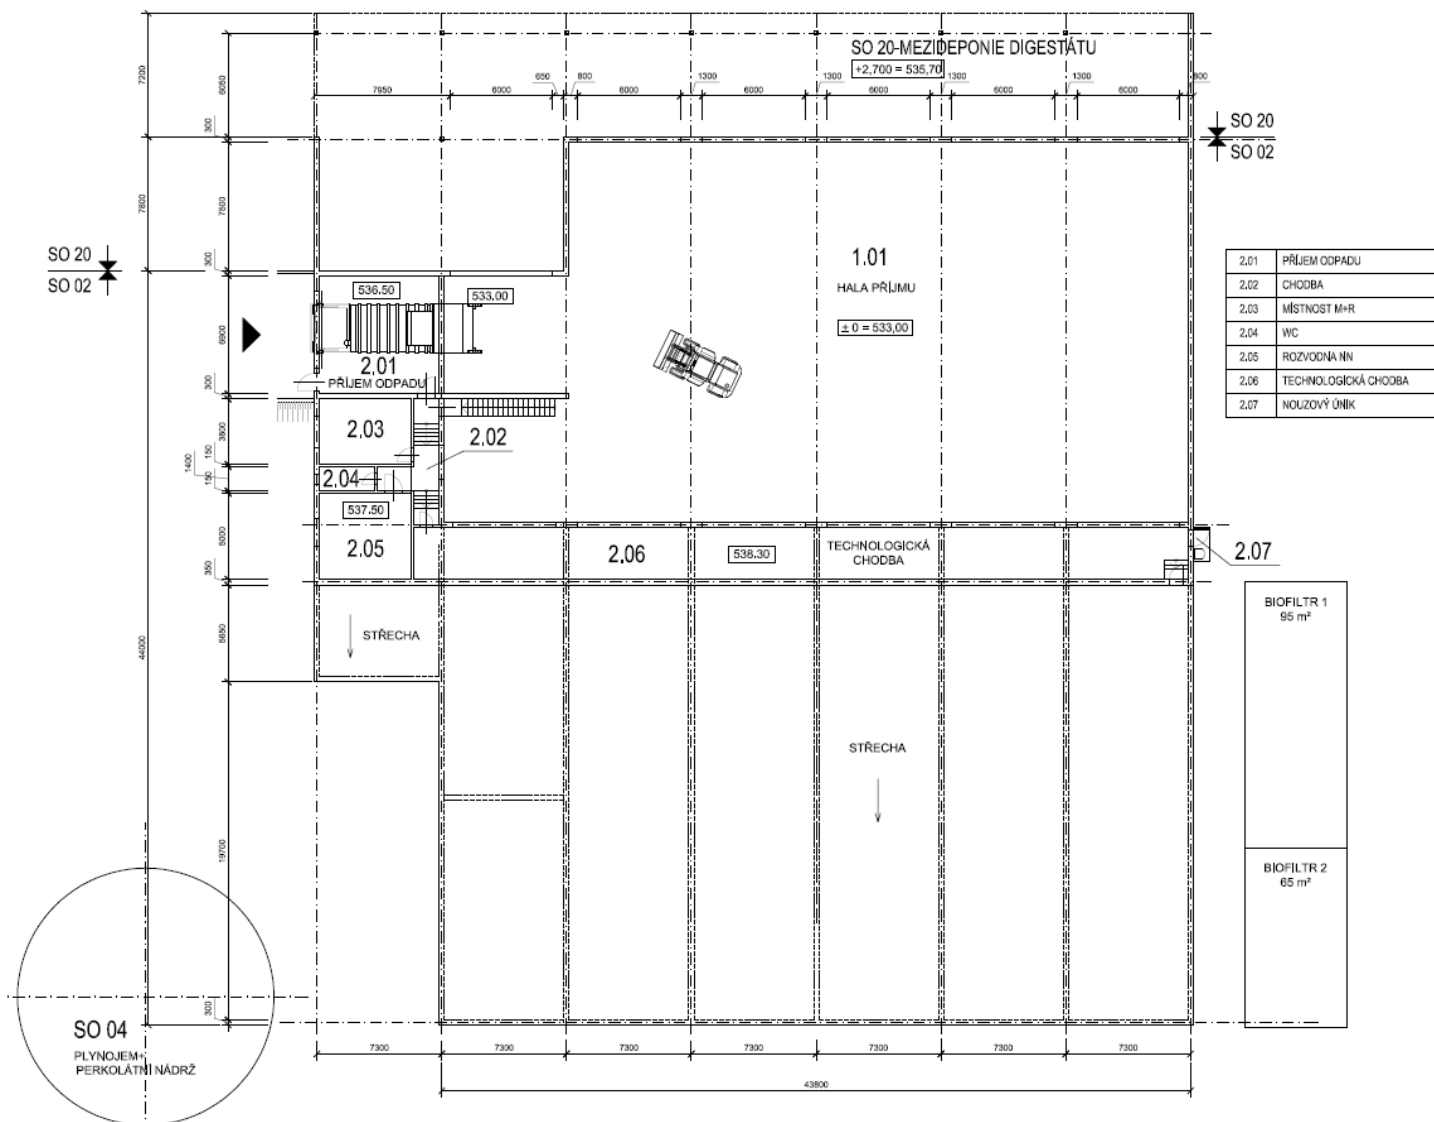 SO 20-MEZIDEPONIE DIGESTÁTU
+2,700 = 535,70
7200
6050
300
7950
6000
650
800
6000
1300
6000
1300
6000
1300
6000
1300
6000
800
SO 20
SO 02
7800
7500
300
SO 20
SO 02
1.01
HALA PŘÍJMU
± 0 = 533,00
536.50
533.00
2.01
PŘÍJEM ODPADU
6900
300
2.03
2.02
2.04
537.50
2.05
3800
150
1400
150
5000
350
2.06
538.30
TECHNOLOGICKÁ
CHODBA
2.07
2.01 PŘÍJEM ODPADU
2.02 CHODBA
2.03 MÍSTNOST M+R
2.04 WC
2.05 ROZVODNA NN
2.06 TECHNOLOGICKÁ CHODBA
2.07 NOUZOVÝ ÚNIK
BIOFILTR 1
95 m²
BIOFILTR 2
65 m²
STŘECHA
STŘECHA
44000
19700
300
SO 04
PLYNOJEM+
PERKOLÁTNÍ NÁDRŽ
7300
7300
7300
7300
7300
7300
7300
43800